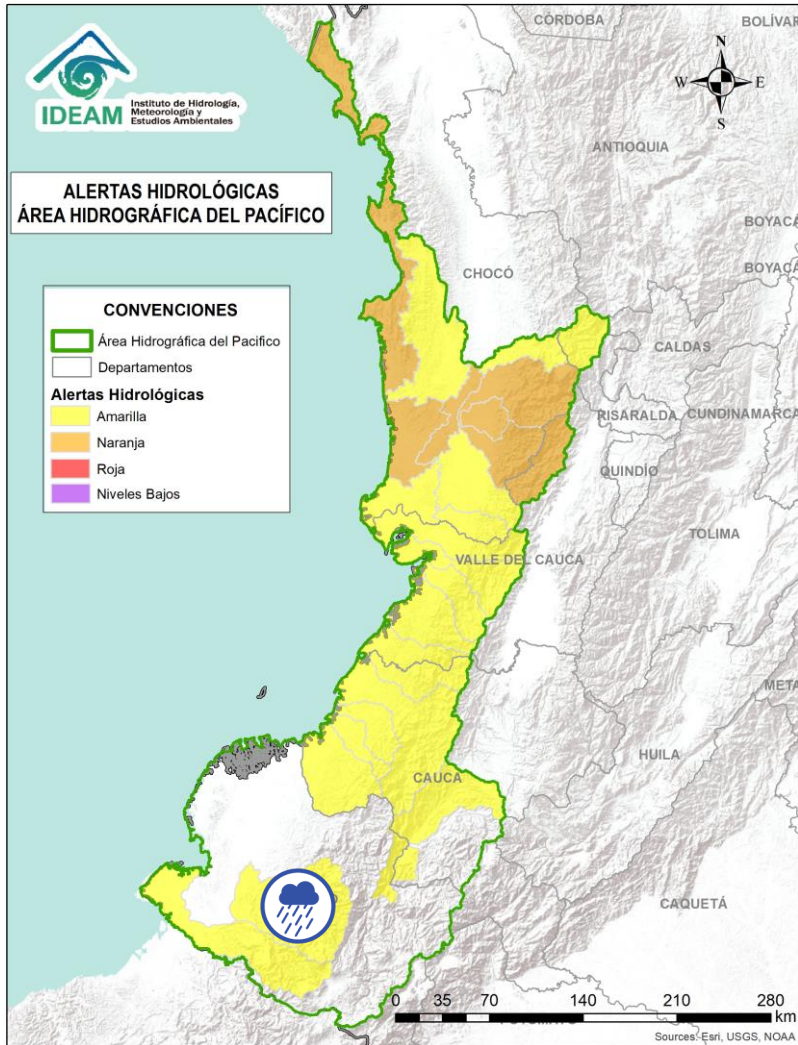 IDEAM
Instituto de Hidrología,
Meteorología y
Estudios Ambientales
ALERTAS HIDROLÓGICAS
ÁREA HIDROGRÁFICA DEL PACÍFICO
CONVENCIONES
Área Hidrográfica del Pacifico
Departamentos
Alertas Hidrológicas
Amarilla
Naranja
Roja
Niveles Bajos
N
W E
S
CÓRDOBA
BOLÍVAR
ANTIOQUIA
BOYACÁ
CHOCÓ
BOYACÁ
CALDAS
RISARALDA
CUNDINAMARCA
QUINDÍO
TOLIMA
VALLE DEL CAUCA
META
HUILA
CAUCA
CAQUETÁ
0 35 70 140 210 280
km
Sources: Esri, USGS, NOAA